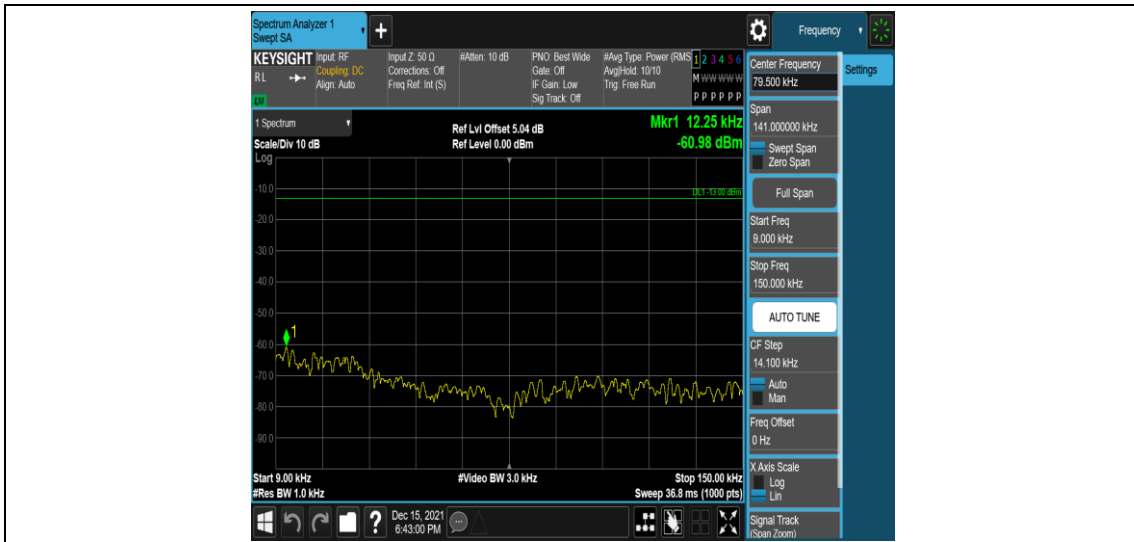 Spectrum Analyzer 1
Swept SA
+
Frequency
KEYSIGHT
RL
LXI
Input: RF
Coupling: DC
Align: Auto
Input Z: 50 Ω
Corrections: Off
Freq Ref: Int (S)
#Atten: 10 dB
PNO: Best Wide
Gate: Off
IF Gain: Low
Sig Track: Off
#Avg Type: Power (RMS
Avg|Hold: 10/10
Trig: Free Run
1 2 3 4 5 6
M W W W W W
P P P P P P
Center Frequency
79.500 kHz
Settings
Span
141.000000 kHz
Swept Span
Zero Span
Full Span
Start Freq
9.000 kHz
Stop Freq
150.000 kHz
AUTO TUNE
CF Step
14.100 kHz
Auto
Man
Freq Offset
0 Hz
X Axis Scale
Log
Lin
Signal Track
(Span Zoom)
1 Spectrum
Scale/Div 10 dB
Ref Lvl Offset 5.04 dB
Ref Level 0.00 dBm
Mkr1 12.25 kHz
-60.98 dBm
Log
DL1 -13.00 dBm
-10.0
-20.0
-30.0
-40.0
-50.0
-60.0
-70.0
-80.0
-90.0
1
Start 9.00 kHz
#Res BW 1.0 kHz
#Video BW 3.0 kHz
Stop 150.00 kHz
Sweep 36.8 ms (1000 pts)
?
Dec 15, 2021
6:43:00 PM